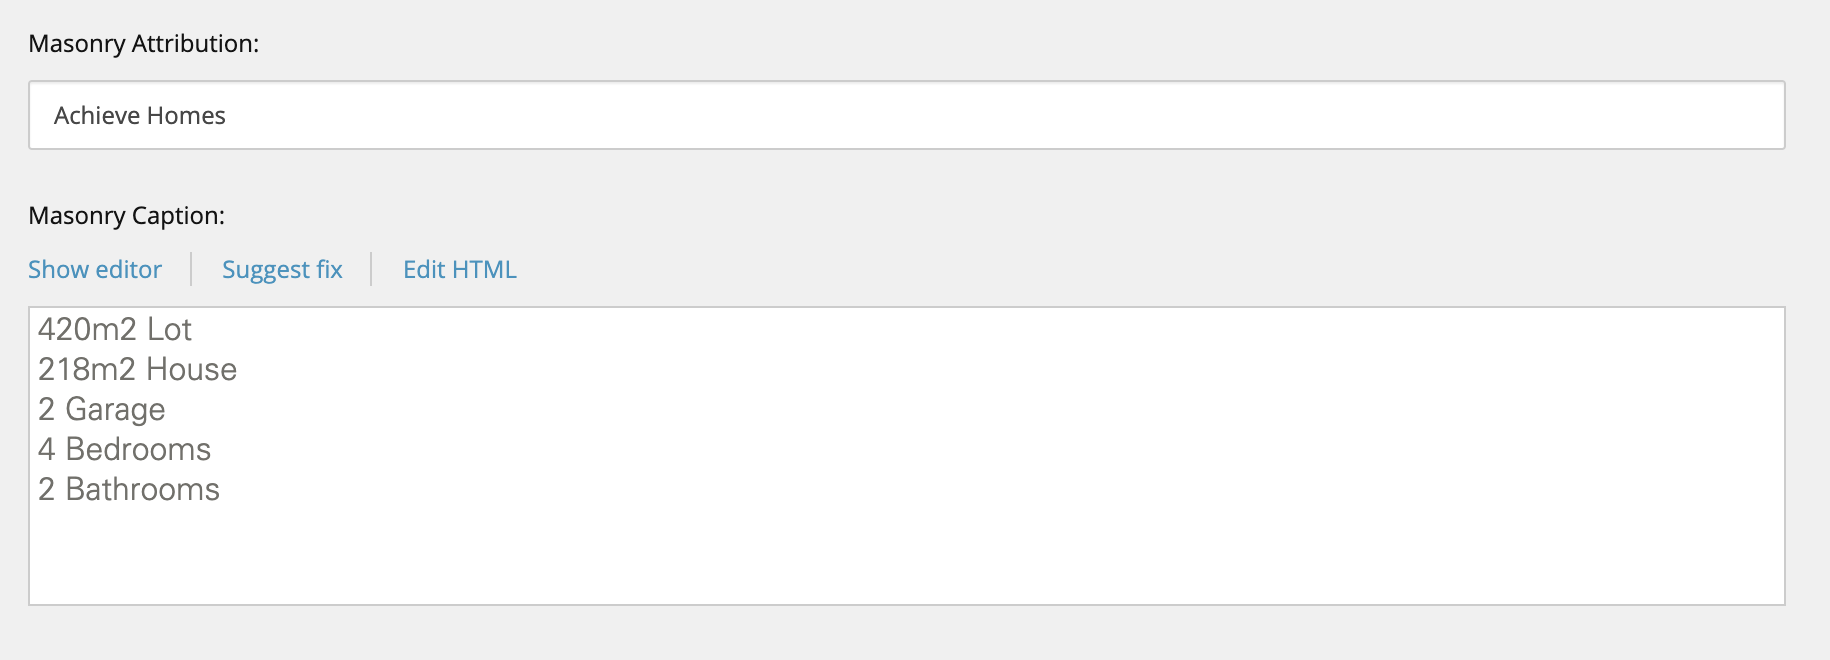 Masonry Attribution:
Achieve Homes
Masonry Caption:
Show editor
Suggest fix
Edit HTML
420m2 Lot
218m2 House
2 Garage
4 Bedrooms
2 Bathrooms